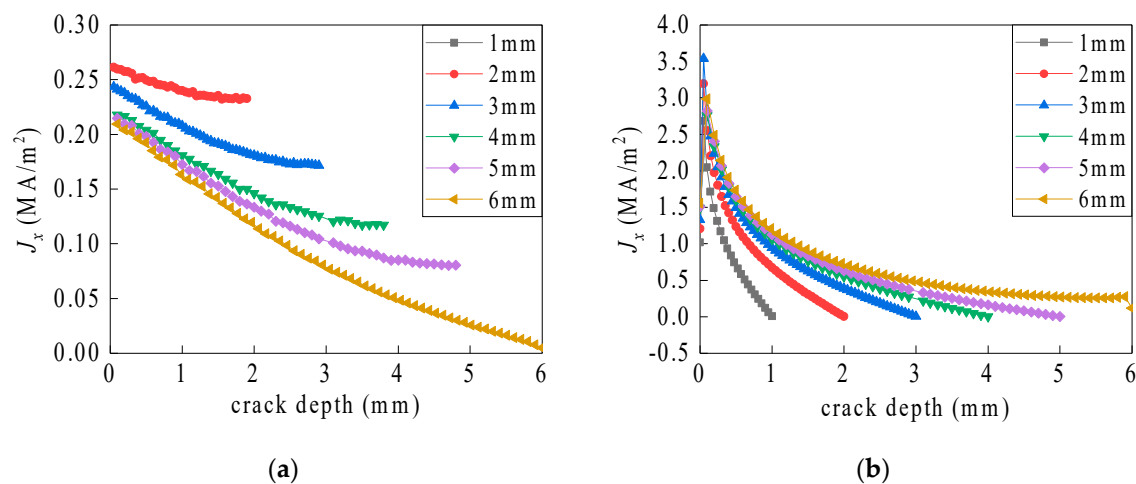 0.30
0.25
0.20
0.15
0.10
0.05
0.00
J_x (MA/m²)
0 1 2 3 4 5 6
crack depth (mm)
1mm
2mm
3mm
4mm
5mm
6mm
(a)
4.0
3.5
3.0
2.5
2.0
1.5
1.0
0.5
0.0
-0.5
J_x (MA/m²)
0 1 2 3 4 5 6
crack depth (mm)
1mm
2mm
3mm
4mm
5mm
6mm
(b)